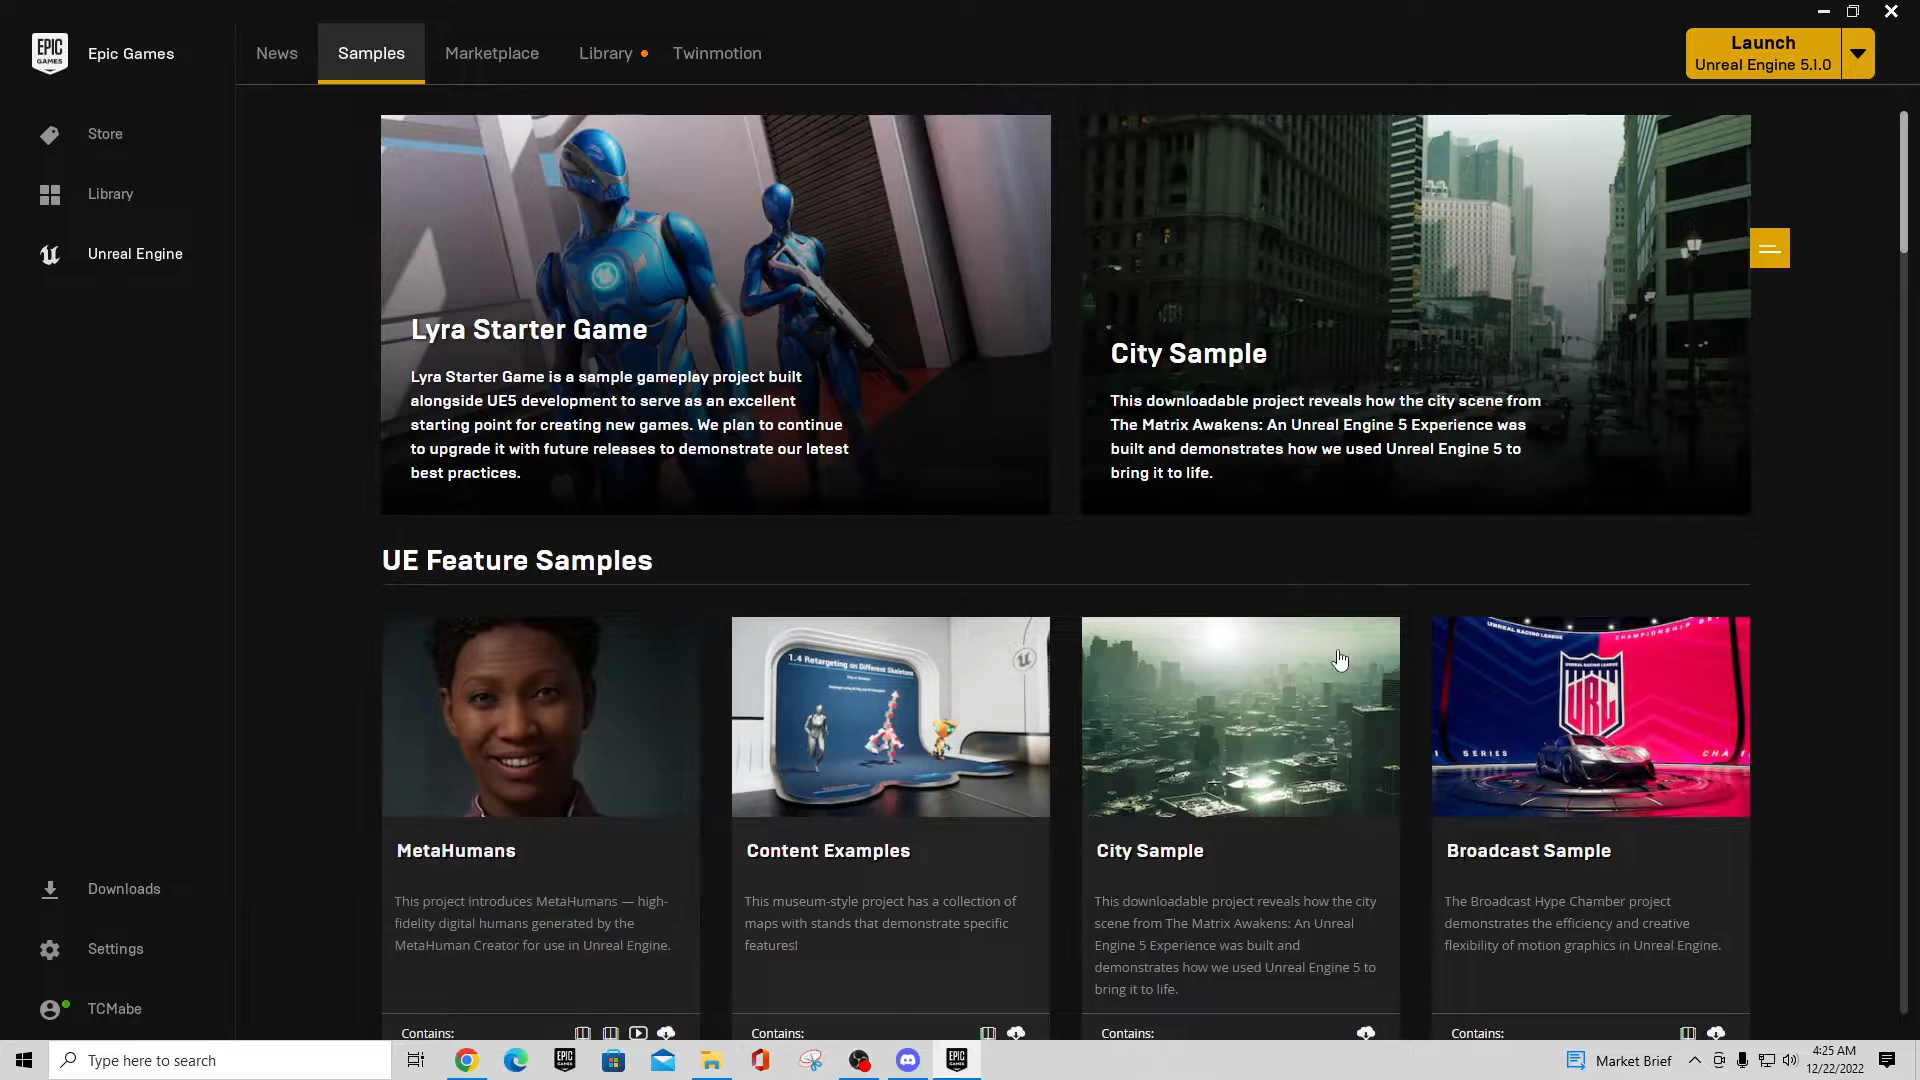 EPIC GAMES
Epic Games
News
Samples
Marketplace
Library
Twinmotion
Launch
Unreal Engine 5.1.0
Store
Library
Unreal Engine
Lyra Starter Game
Lyra Starter Game is a sample gameplay project built
alongside UE5 development to serve as an excellent
starting point for creating new games. We plan to continue
to upgrade it with future releases to demonstrate our latest
best practices.
City Sample
This downloadable project reveals how the city scene from
The Matrix Awakens: An Unreal Engine 5 Experience was
built and demonstrates how we used Unreal Engine 5 to
bring it to life.
UE Feature Samples
1.4 Retargeting on Different Skeletons
UNREAL RACING LEAGUE
URL
SERIES
MetaHumans
This project introduces MetaHumans — high-
fidelity digital humans generated by the
MetaHuman Creator for use in Unreal Engine.
Contains:
Content Examples
This museum-style project has a collection of
maps with stands that demonstrate specific
features!
Contains:
City Sample
This downloadable project reveals how the city
scene from The Matrix Awakens: An Unreal
Engine 5 Experience was built and
demonstrates how we used Unreal Engine 5 to
bring it to life.
Contains:
Broadcast Sample
The Broadcast Hype Chamber project
demonstrates the efficiency and creative
flexibility of motion graphics in Unreal Engine.
Contains:
Downloads
Settings
TCMabe
Type here to search
EPIC GAMES
EPIC GAMES
Market Brief
4:25 AM
12/22/2022